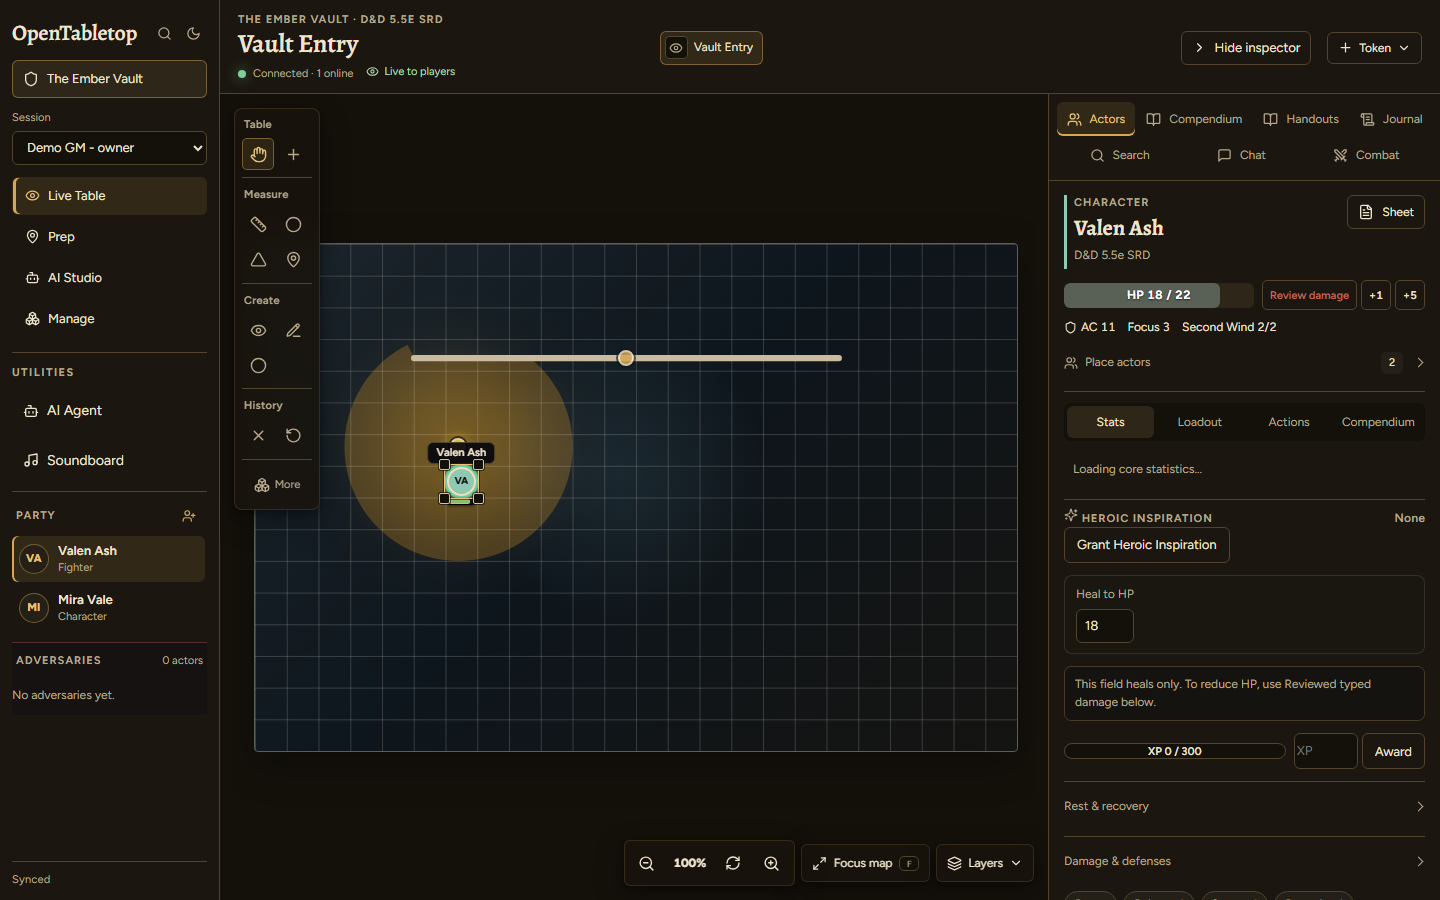 OpenTabletop
The Ember Vault
Session
Demo GM - owner
Live Table
Prep
AI Studio
Manage
UTILITIES
AI Agent
Soundboard
PARTY
VA
Valen Ash
Fighter
MI
Mira Vale
Character
ADVERSARIES
0 actors
No adversaries yet.
Synced
THE EMBER VAULT · D&D 5.5E SRD
Vault Entry
Connected · 1 online
Live to players
Vault Entry
Hide inspector
Token
Table
Measure
Create
History
More
Valen Ash
VA
100%
Focus map
F
Layers
Actors
Compendium
Handouts
Journal
Search
Chat
Combat
CHARACTER
Valen Ash
D&D 5.5e SRD
Sheet
HP 18 / 22
Review damage
+1
+5
AC 11
Focus 3
Second Wind 2/2
Place actors
2
Stats
Loadout
Actions
Compendium
Loading core statistics...
HEROIC INSPIRATION
None
Grant Heroic Inspiration
Heal to HP
18
This field heals only. To reduce HP, use Reviewed typed
damage below.
XP 0 / 300
XP
Award
Rest & recovery
Damage & defenses